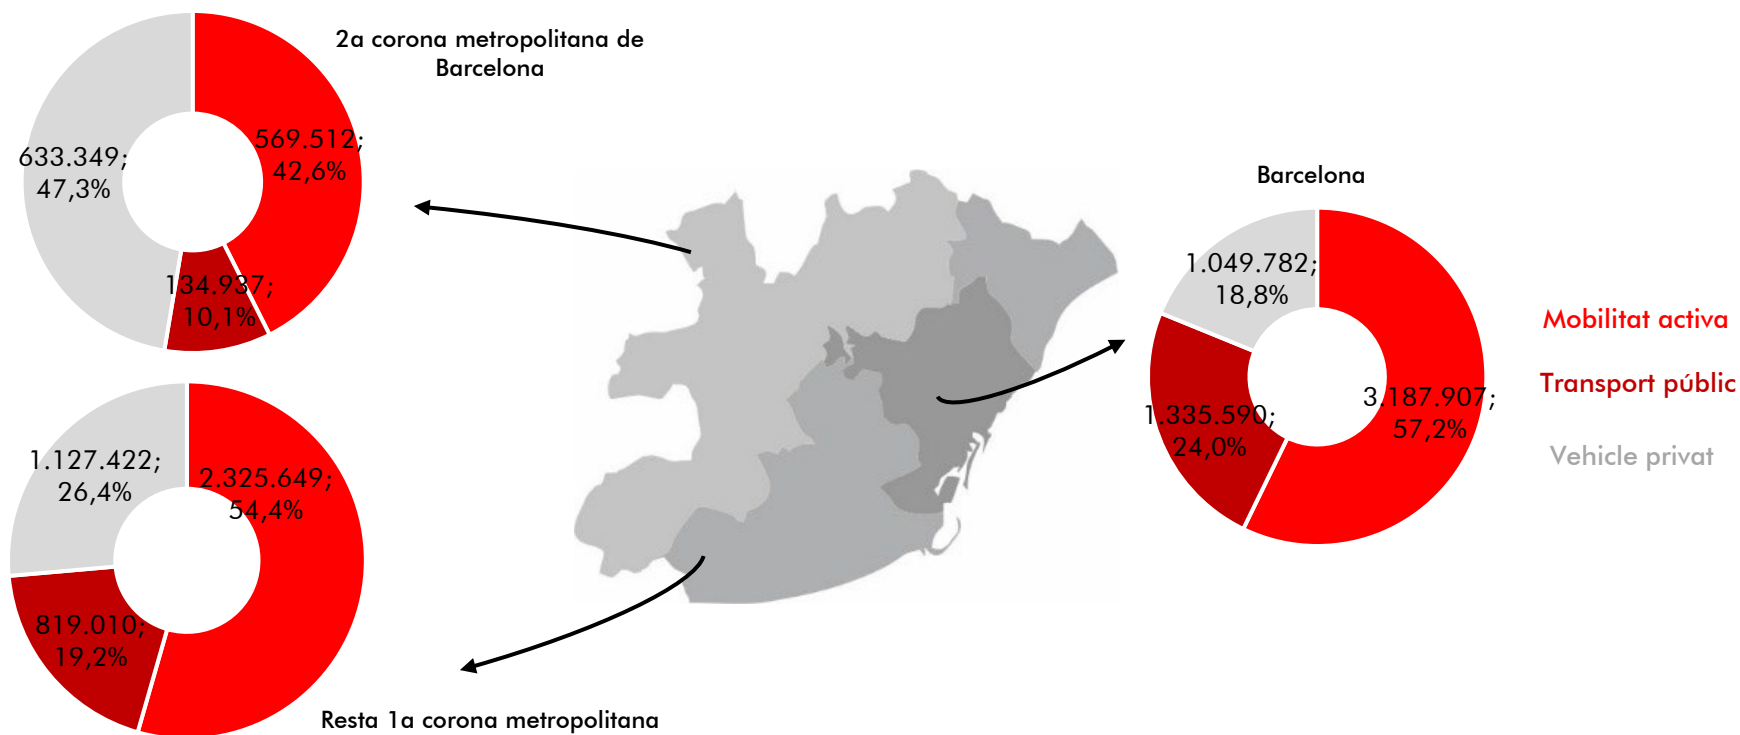 2a corona metropolitana de
Barcelona
569.512;
42,6%
633.349;
47,3%
134.937;
10,1%
Barcelona
1.049.782;
18,8%
3.187.907;
57,2%
1.335.590;
24,0%
Mobilitat activa
Transport públic
Vehicle privat
1.127.422;
26,4%
2.325.649;
54,4%
819.010;
19,2%
Resta 1a corona metropolitana